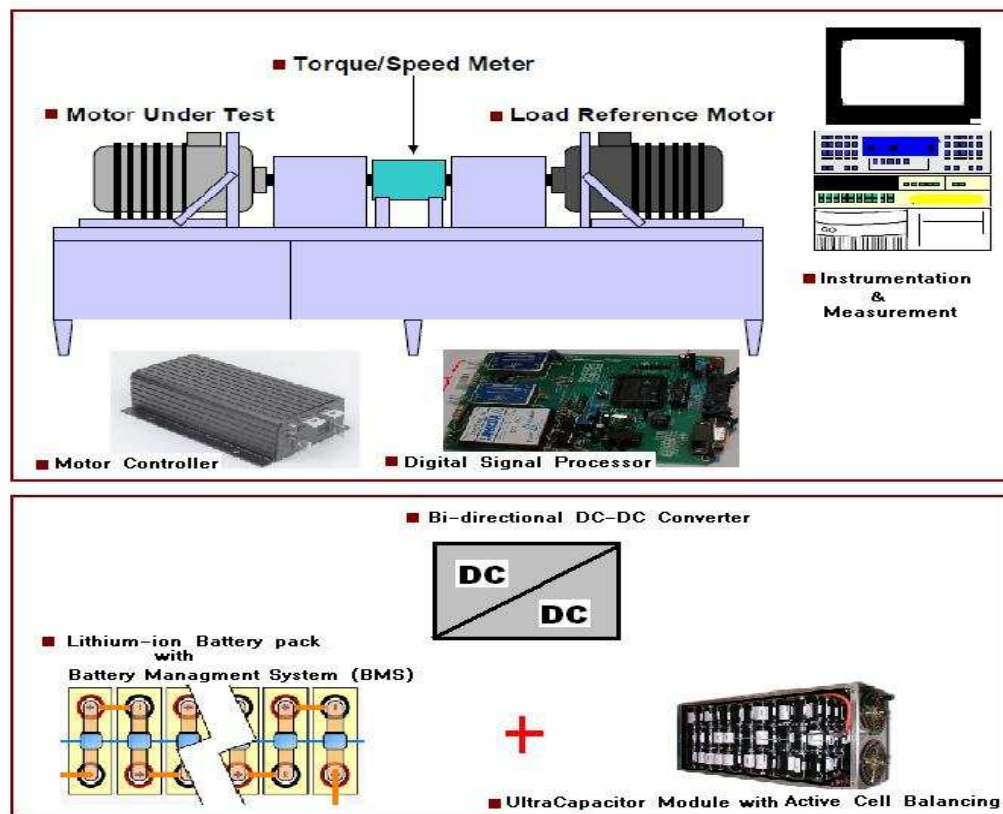 Torque/Speed Meter
Motor Under Test
Load Reference Motor
Instrumentation
&
Measurement
Motor Controller
Digital Signal Processor
Bi-directional DC-DC Converter
DC
DC
Lithium-ion Battery pack
with
Battery Managment System (BMS)
+
UltraCapacitor Module with Active Cell Balancing